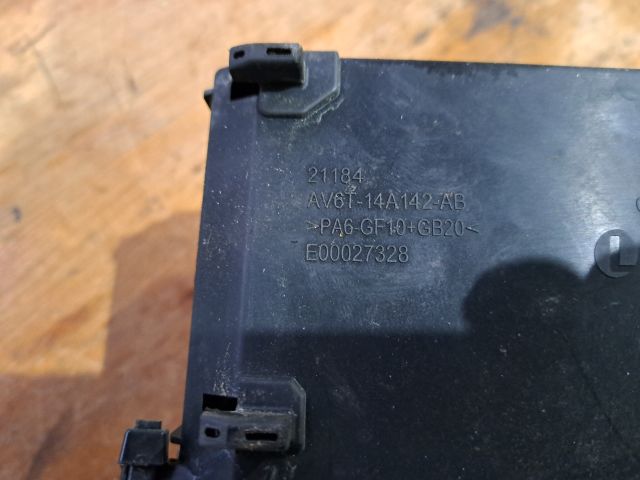 21184
AV6T-14A142-AB
>PA6-GF10+GB20<
E00027328
L